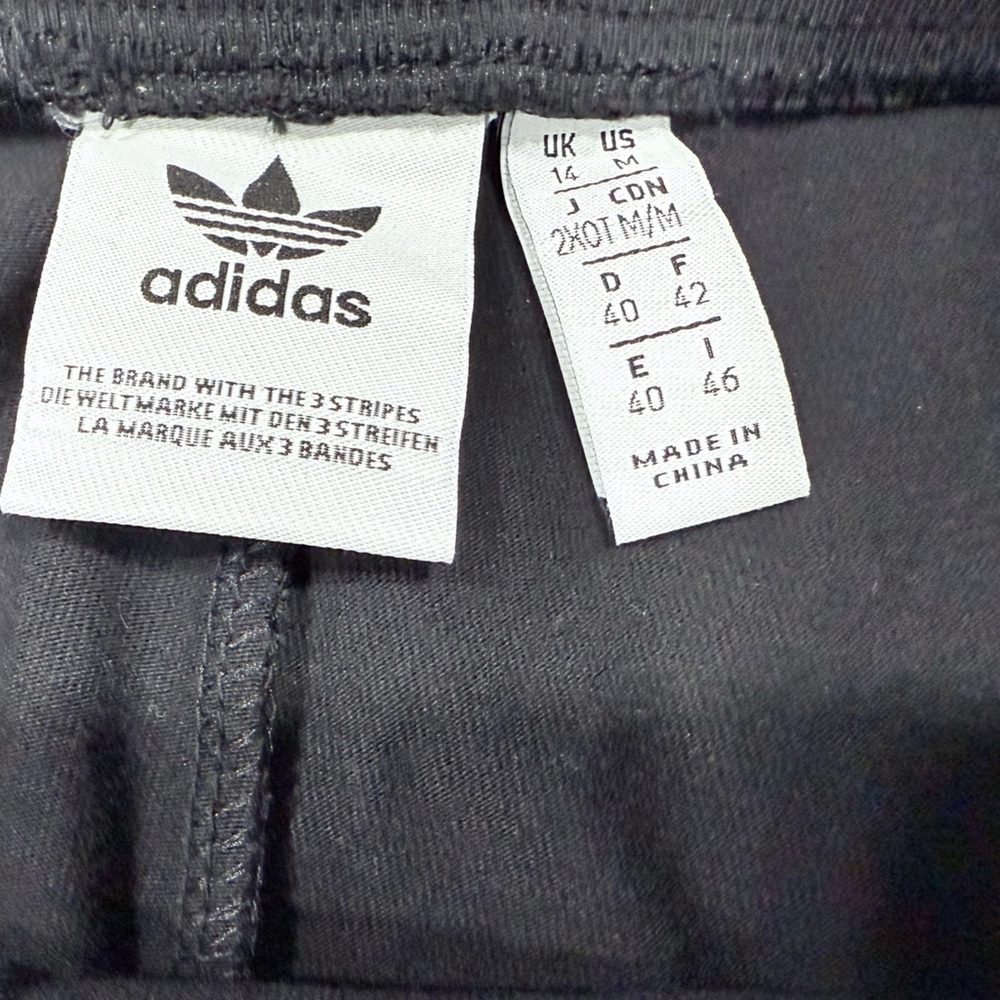 adidas
THE BRAND WITH THE 3 STRIPES
DIE WELTMARKE MIT DEN 3 STREIFEN
LA MARQUE AUX 3 BANDES
UK US
14 M
J CDN
2XOT M/M
D F
40 42
E I
40 46
MADE IN
CHINA